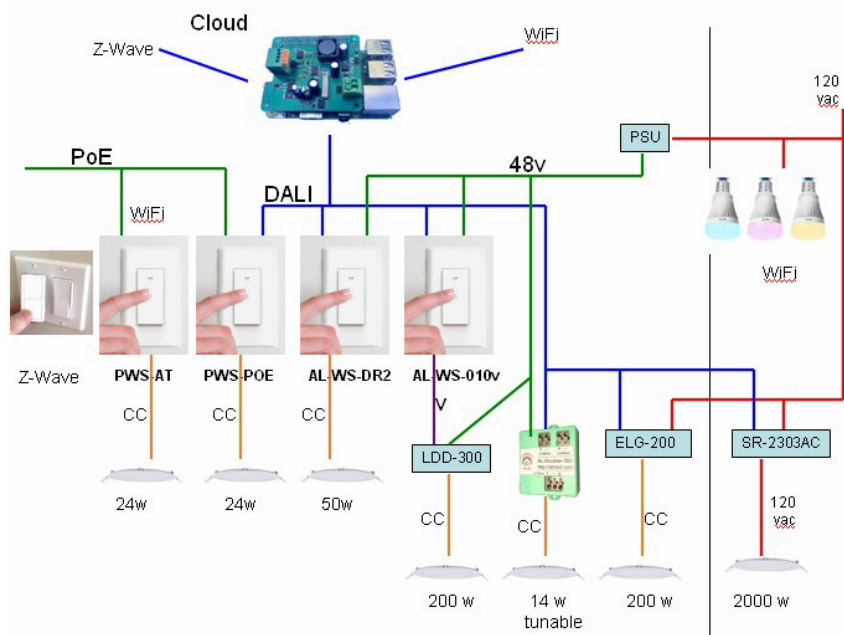 Cloud
Z-Wave
WiFi
120
vac
PSU
PoE
48v
DALI
WiFi
WiFi
Z-Wave
PWS-AT
PWS-POE
AL-WS-DR2
AL-WS-010v
CC
CC
CC
V
LDD-300
ELG-200
SR-2303AC
24w
24w
50w
CC
CC
CC
120
vac
200 w
14 w
tunable
200 w
2000 w